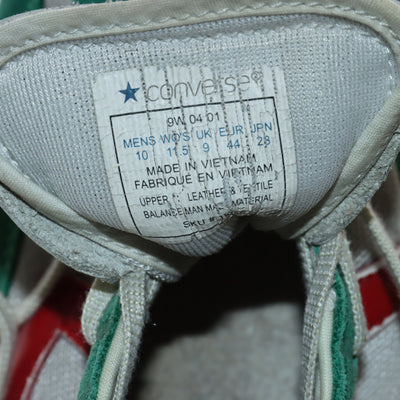 converse®
9W 04 01
MENS WO'S UK EUR JPN
10 11.5 9 44 28
MADE IN VIETNAM
FABRIQUÉ EN VIETNAM
UPPER LEATHER & TEXTILE
BALANCE MAN MADE MATERIAL
SKU #